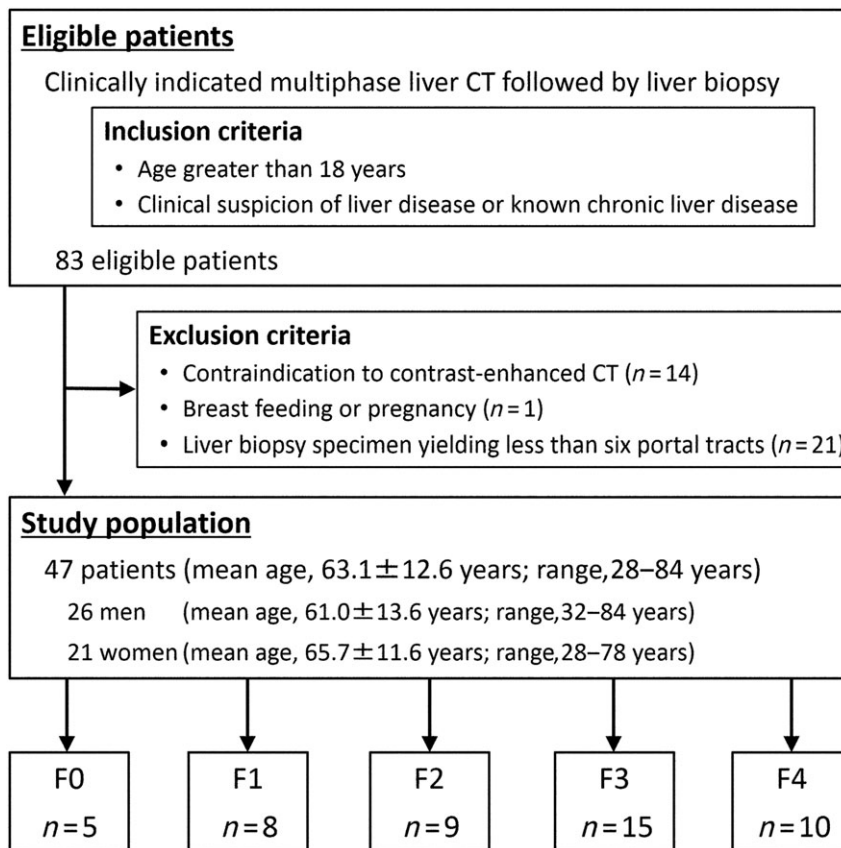 Eligible patients
Clinically indicated multiphase liver CT followed by liver biopsy
Inclusion criteria
• Age greater than 18 years
• Clinical suspicion of liver disease or known chronic liver disease
83 eligible patients
Exclusion criteria
• Contraindication to contrast-enhanced CT (n=14)
• Breast feeding or pregnancy (n=1)
• Liver biopsy specimen yielding less than six portal tracts (n=21)
Study population
47 patients (mean age, 63.1±12.6 years; range,28–84 years)
26 men (mean age, 61.0±13.6 years; range,32–84 years)
21 women (mean age, 65.7±11.6 years; range,28–78 years)
F0 F1 F2 F3 F4
n=5 n=8 n=9 n=15 n=10